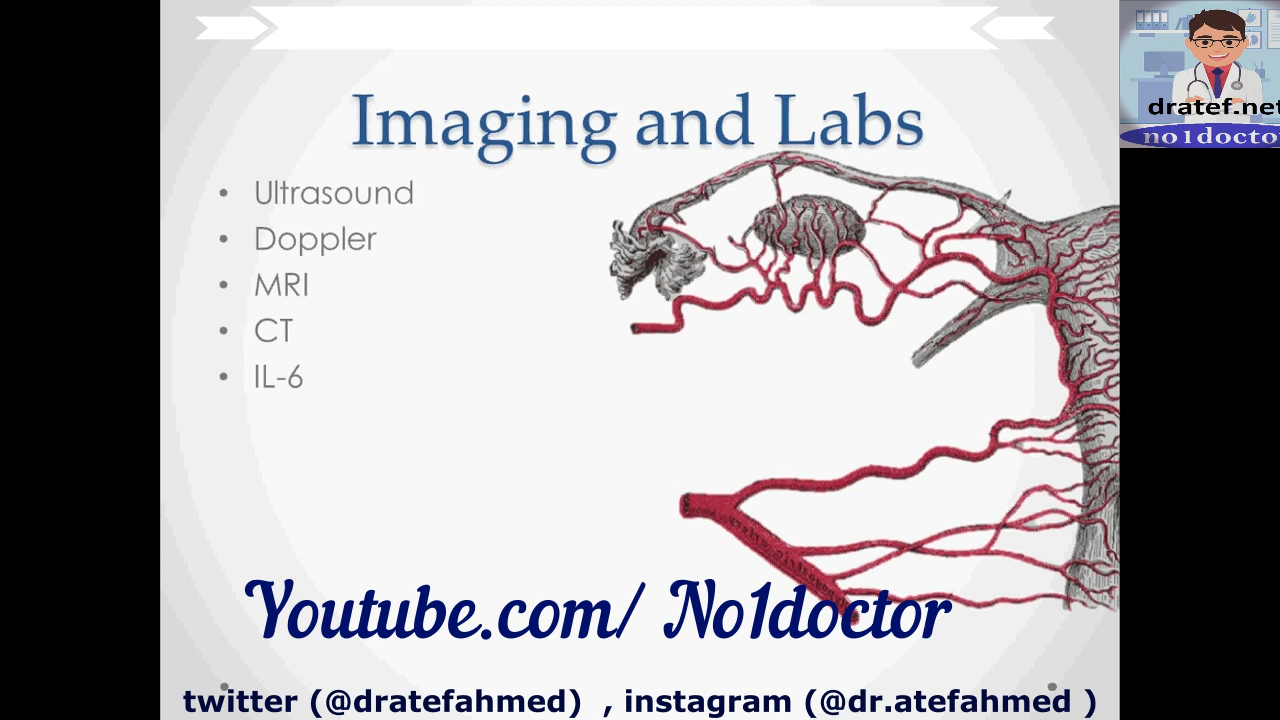 Imaging and Labs
• Ultrasound
• Doppler
• MRI
• CT
• IL-6
dratef.net
no1docto
Youtube.com/ No1doctor
twitter (@dratefahmed) , instagram (@dr.atefahmed )